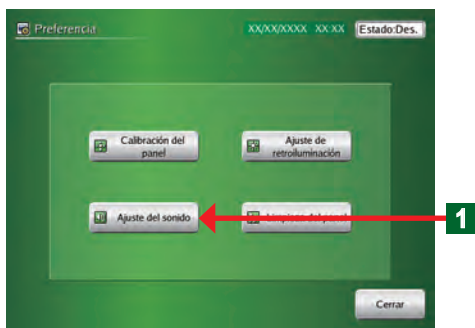 Preferencia
XX/XX/XXXX XX:XX
Estado:Des.
Calibración del
panel
Ajuste de
retroiluminación
Ajuste del sonido
1
Cerrar